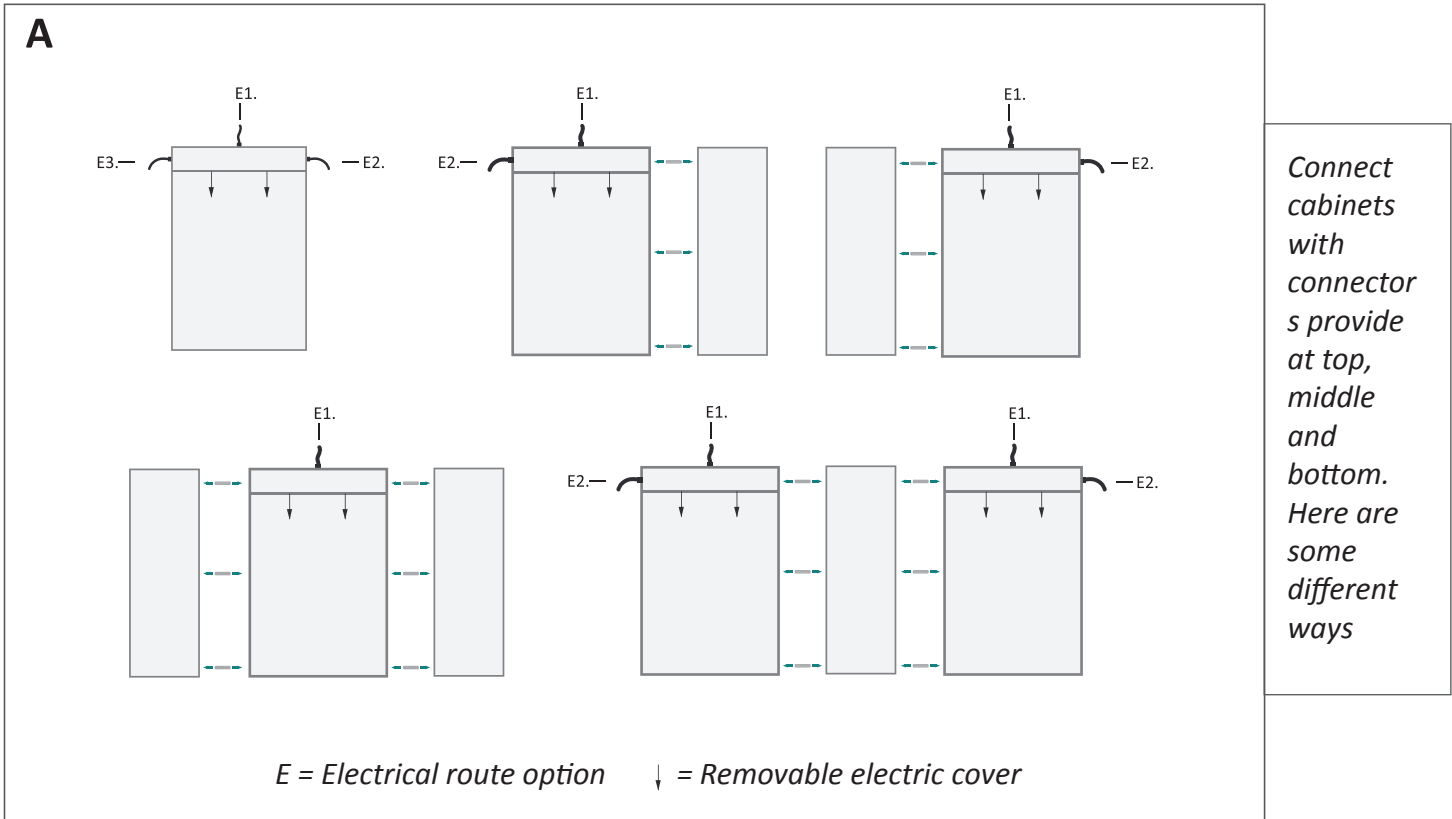 A
E1.
E3.
E2.
E1.
E2.
E1.
E2.
E1.
E1.
E2.
E1.
E2.
E = Electrical route option
= Removable electric cover
Connect
cabinets
with
connector
s provide
at top,
middle
and
bottom.
Here are
some
different
ways